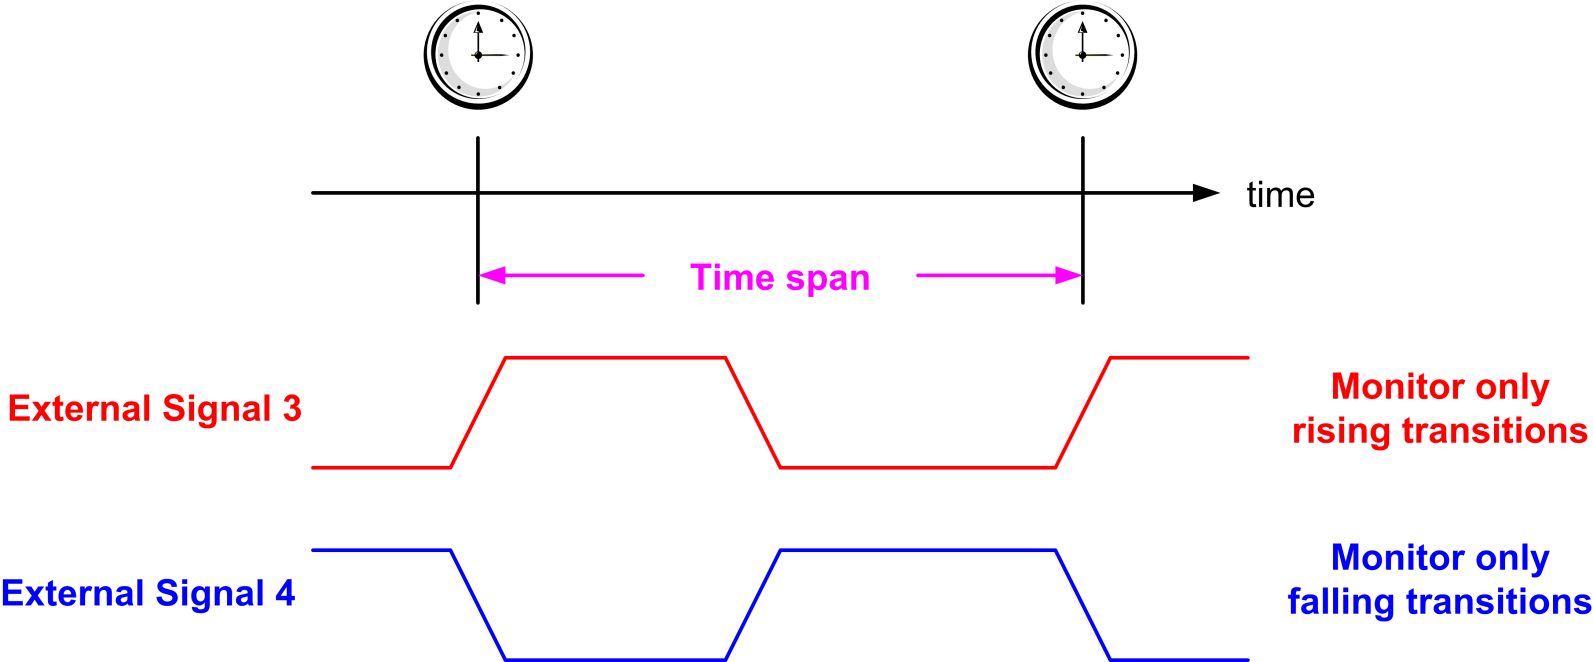 time
Time span
External Signal 3
Monitor only
rising transitions
External Signal 4
Monitor only
falling transitions